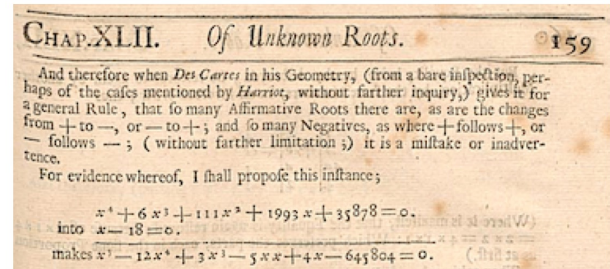 CHAP.XLII. Of Unknown Roots. 159
And therefore when Des Cartes in his Geometry, (from a bare inſpection, per-
haps of the caſes mentioned by Harriot, without farther inquiry,) gives it for
a general Rule, that ſo many Affirmative Roots there are, as are the changes
from + to —, or — to +; and ſo many Negatives, as where + follows +, or
— follows —; (without farther limitation;) it is a miſtake or inadver-
tence.
For evidence whereof, I ſhall propoſe this inſtance;
x⁴ + 6x³ + 111x² + 1993x + 35878 = 0.
into x — 18 = 0.
makes x⁵ — 12x⁴ + 3x³ — 5xx + 4x — 645804 = 0.